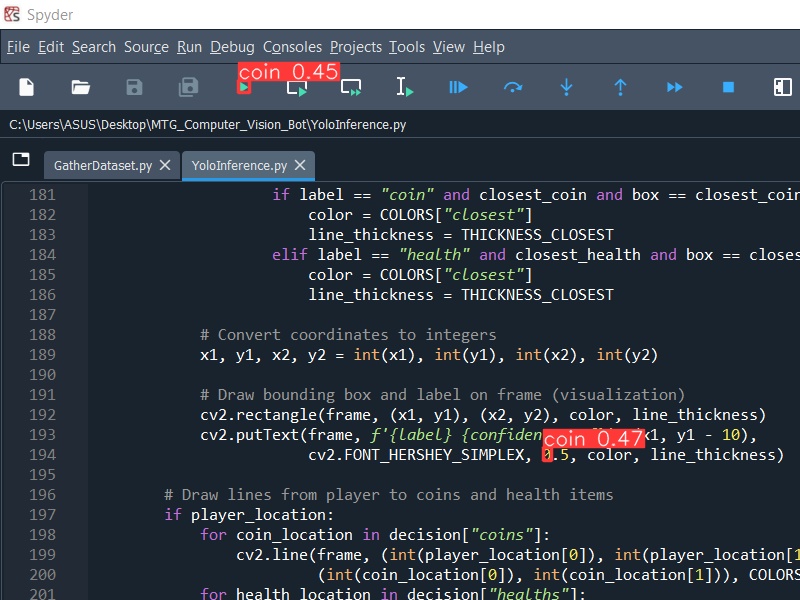 Spyder
File Edit Search Source Run Debug Consoles Projects Tools View Help
coin 0.45
C:\Users\ASUS\Desktop\MTG_Computer_Vision_Bot\YoloInference.py
GatherDataset.py YoloInference.py
181 if label == "coin" and closest_coin and box == closest_coin
182 color = COLORS["closest"]
183 line_thickness = THICKNESS_CLOSEST
184 elif label == "health" and closest_health and box == closes
185 color = COLORS["closest"]
186 line_thickness = THICKNESS_CLOSEST
187
188 # Convert coordinates to integers
189 x1, y1, x2, y2 = int(x1), int(y1), int(x2), int(y2)
190
191 # Draw bounding box and label on frame (visualization)
192 cv2.rectangle(frame, (x1, y1), (x2, y2), color, line_thickness)
193 cv2.putText(frame, f'{label} {confiden coin 0.47 x1, y1 - 10),
194 cv2.FONT_HERSHEY_SIMPLEX, 0.5, color, line_thickness)
195
196 # Draw lines from player to coins and health items
197 if player_location:
198 for coin_location in decision["coins"]:
199 cv2.line(frame, (int(player_location[0]), int(player_location[1
200 (int(coin_location[0]), int(coin_location[1])), COLORS
201 for health_location in decision["healths"]: